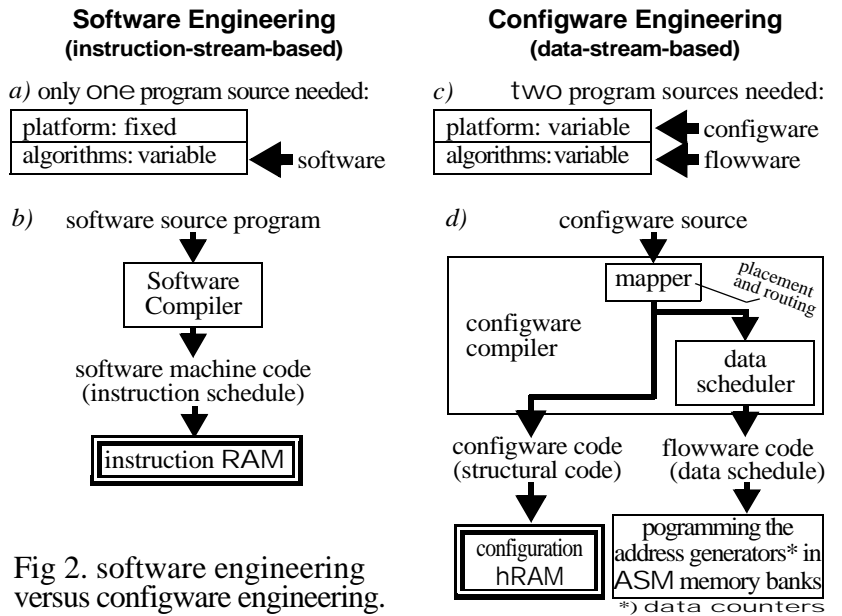 Software Engineering
(instruction-stream-based)
a) only one program source needed:
platform: fixed
algorithms: variable
software
b) software source program
Software
Compiler
software machine code
(instruction schedule)
instruction RAM
Configware Engineering
(data-stream-based)
c) two program sources needed:
platform: variable
configware
algorithms: variable
flowware
d) configware source
mapper
placement
and routing
configware
compiler
data
scheduler
configware code
(structural code)
flowware code
(data schedule)
configuration
hRAM
pogramming the
address generators* in
ASM memory banks
*) data counters
Fig 2. software engineering
versus configware engineering.